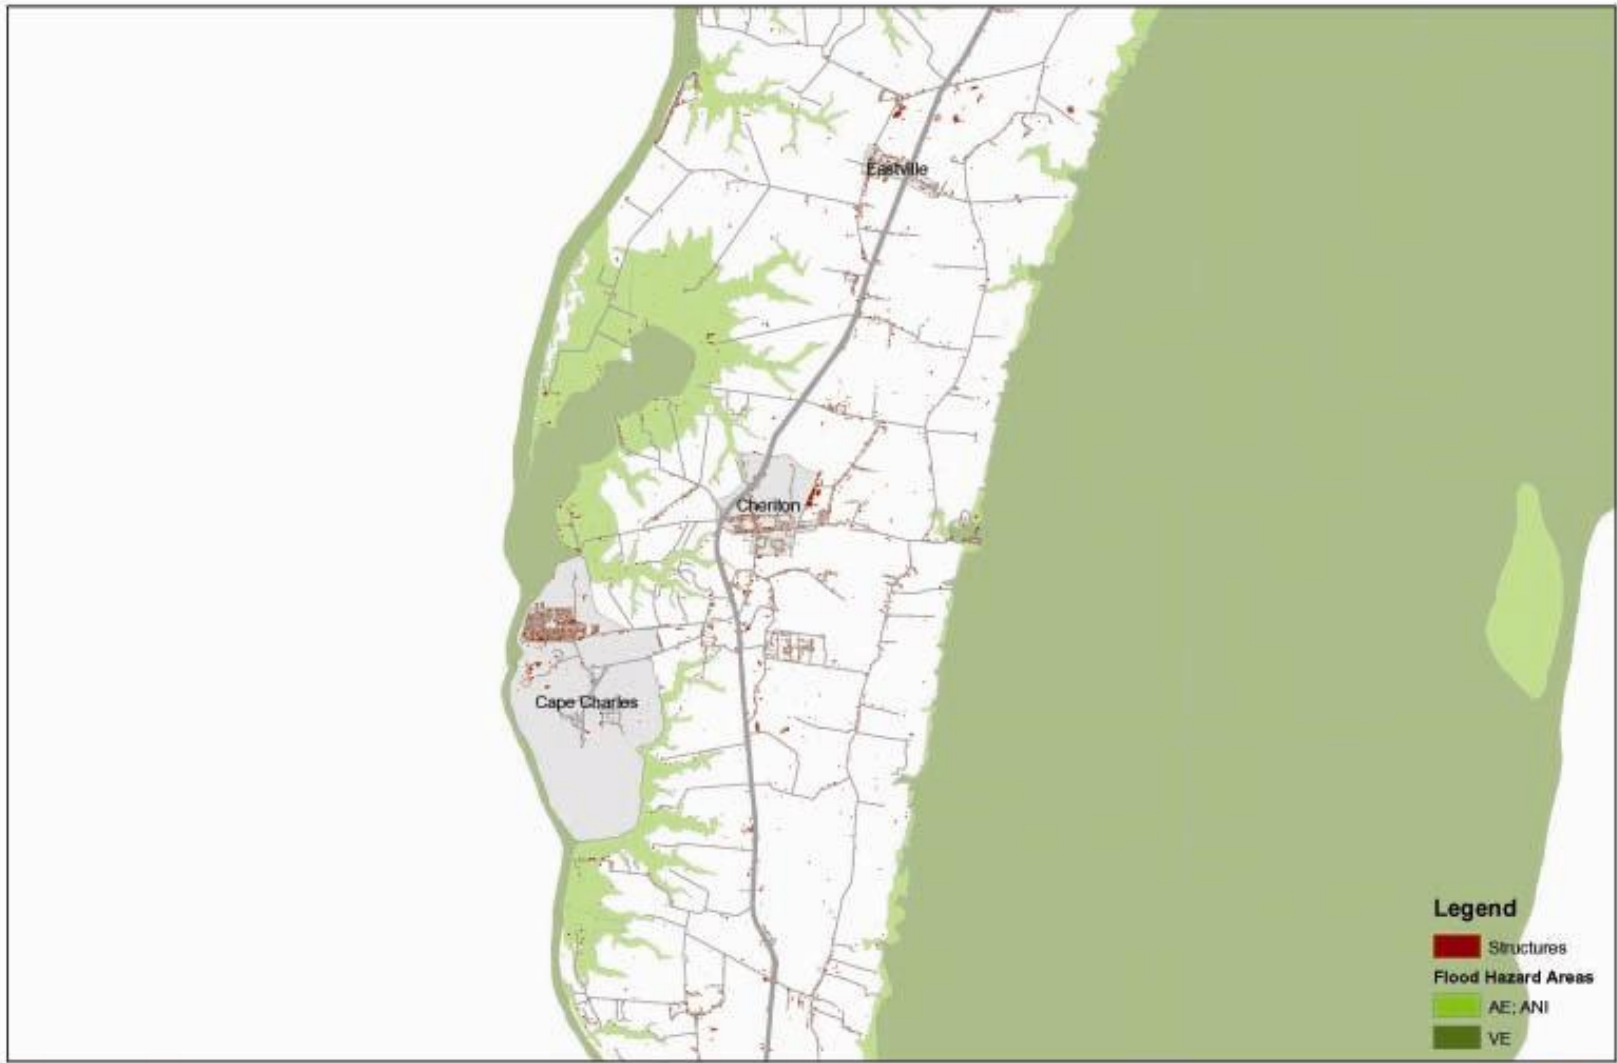 Eastville
Cheriton
Cape Charles
Legend
Structures
Flood Hazard Areas
AE; ANI
VE